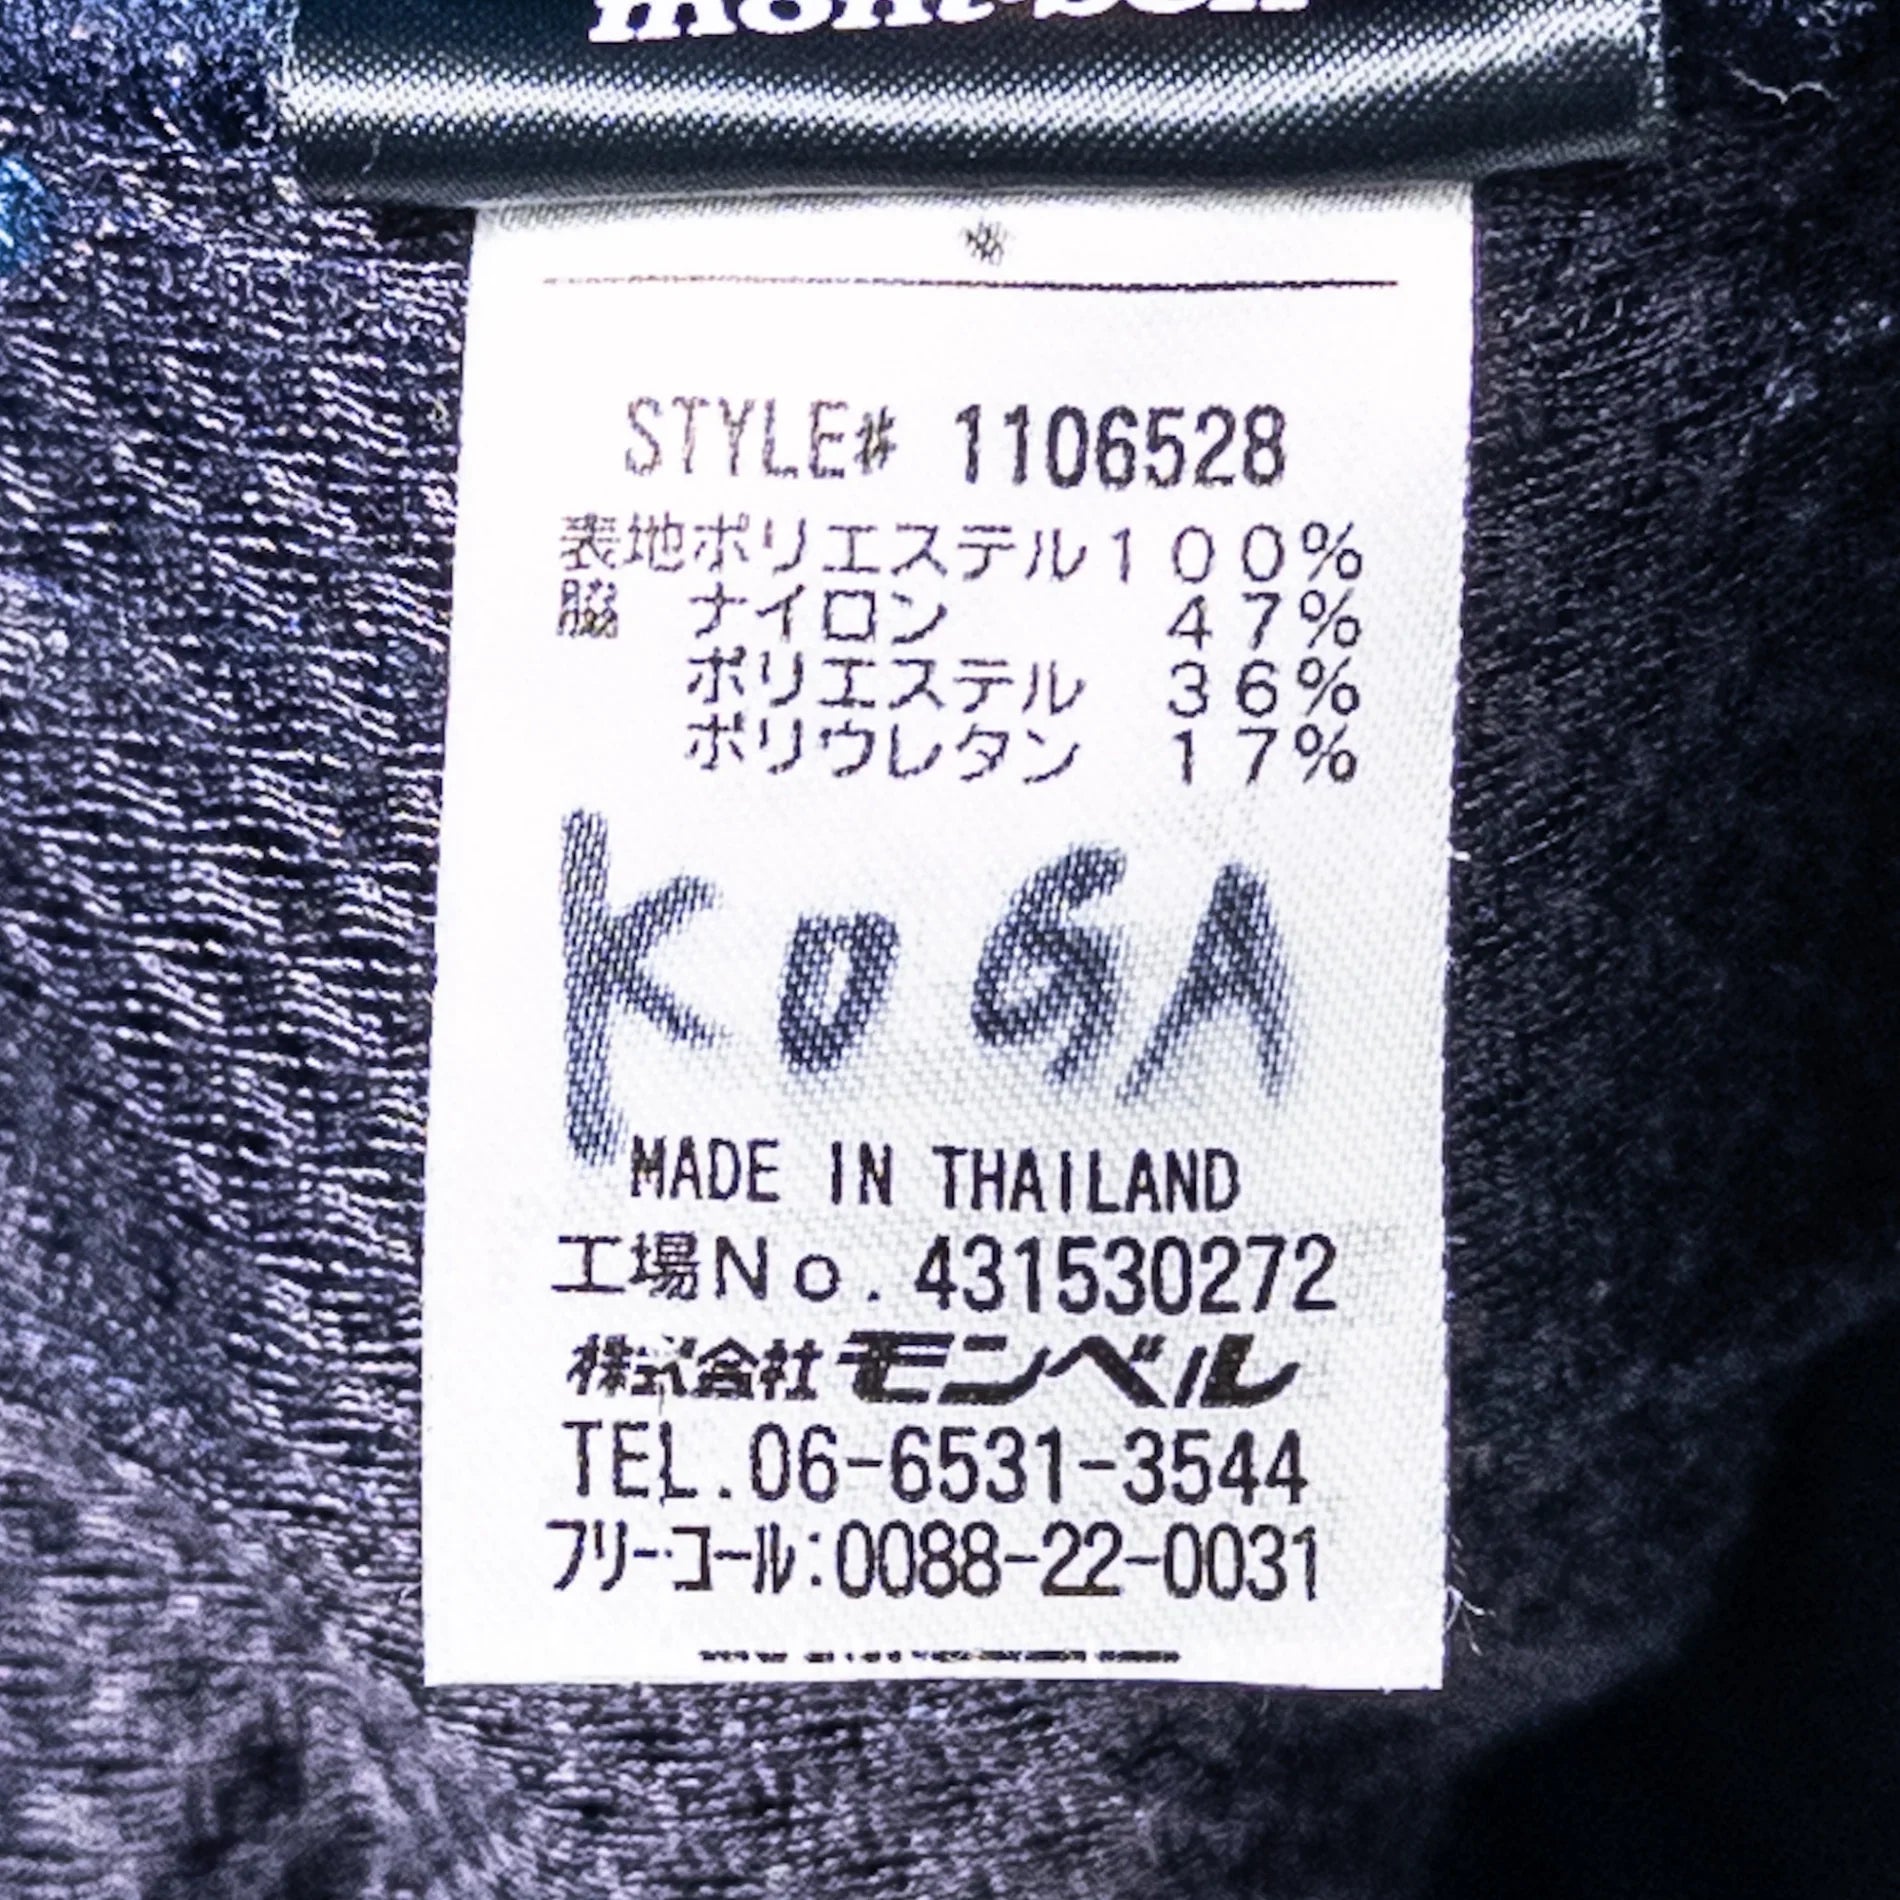 mont-bell
STYLE# 1106528
表地ポリエステル100%
脇 ナイロン 47%
ポリエステル 36%
ポリウレタン 17%
KOGA
MADE IN THAILAND
工場No. 431530272
株式会社モンベル
TEL.06-6531-3544
フリー・コール:0088-22-0031